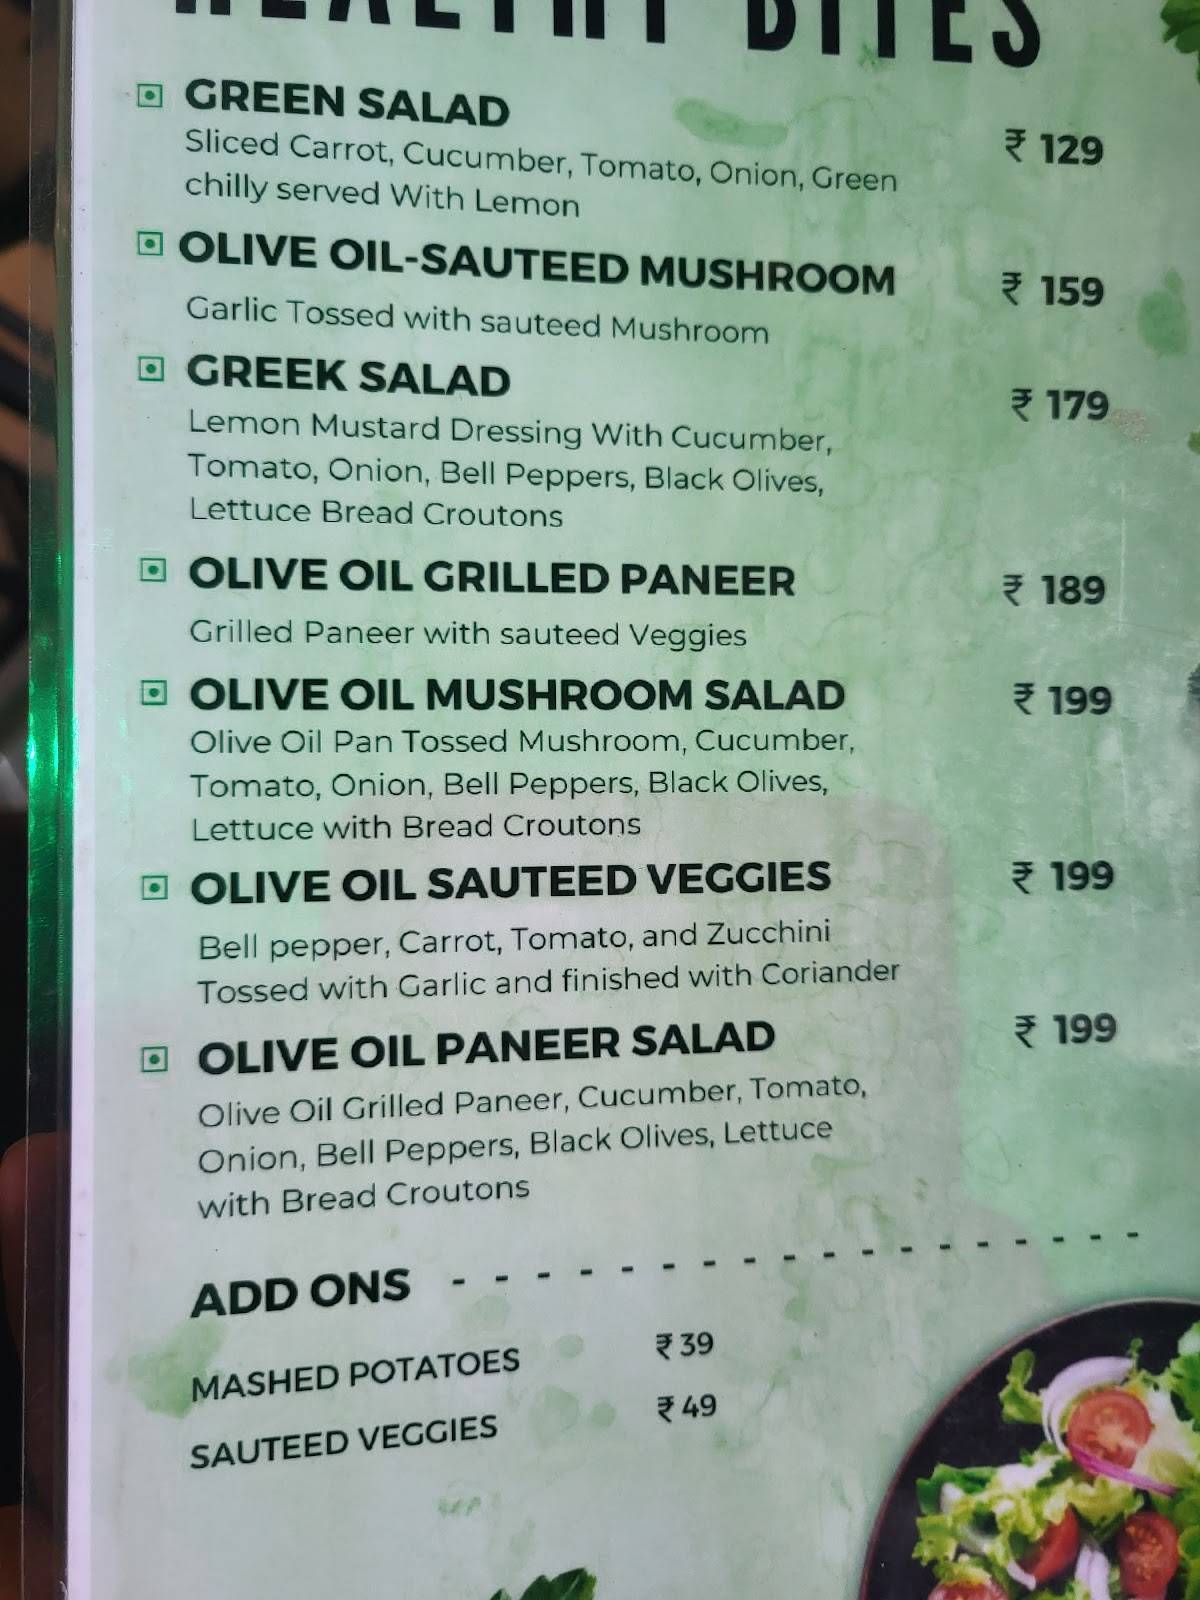 HEALTHY BITES
GREEN SALAD ₹ 129
Sliced Carrot, Cucumber, Tomato, Onion, Green
chilly served With Lemon
OLIVE OIL-SAUTEED MUSHROOM ₹ 159
Garlic Tossed with sauteed Mushroom
GREEK SALAD ₹ 179
Lemon Mustard Dressing With Cucumber,
Tomato, Onion, Bell Peppers, Black Olives,
Lettuce Bread Croutons
OLIVE OIL GRILLED PANEER ₹ 189
Grilled Paneer with sauteed Veggies
OLIVE OIL MUSHROOM SALAD ₹ 199
Olive Oil Pan Tossed Mushroom, Cucumber,
Tomato, Onion, Bell Peppers, Black Olives,
Lettuce with Bread Croutons
OLIVE OIL SAUTEED VEGGIES ₹ 199
Bell pepper, Carrot, Tomato, and Zucchini
Tossed with Garlic and finished with Coriander
OLIVE OIL PANEER SALAD ₹ 199
Olive Oil Grilled Paneer, Cucumber, Tomato,
Onion, Bell Peppers, Black Olives, Lettuce
with Bread Croutons
ADD ONS - - - - - - - - - - - - - - - - - -
MASHED POTATOES ₹ 39
SAUTEED VEGGIES ₹ 49